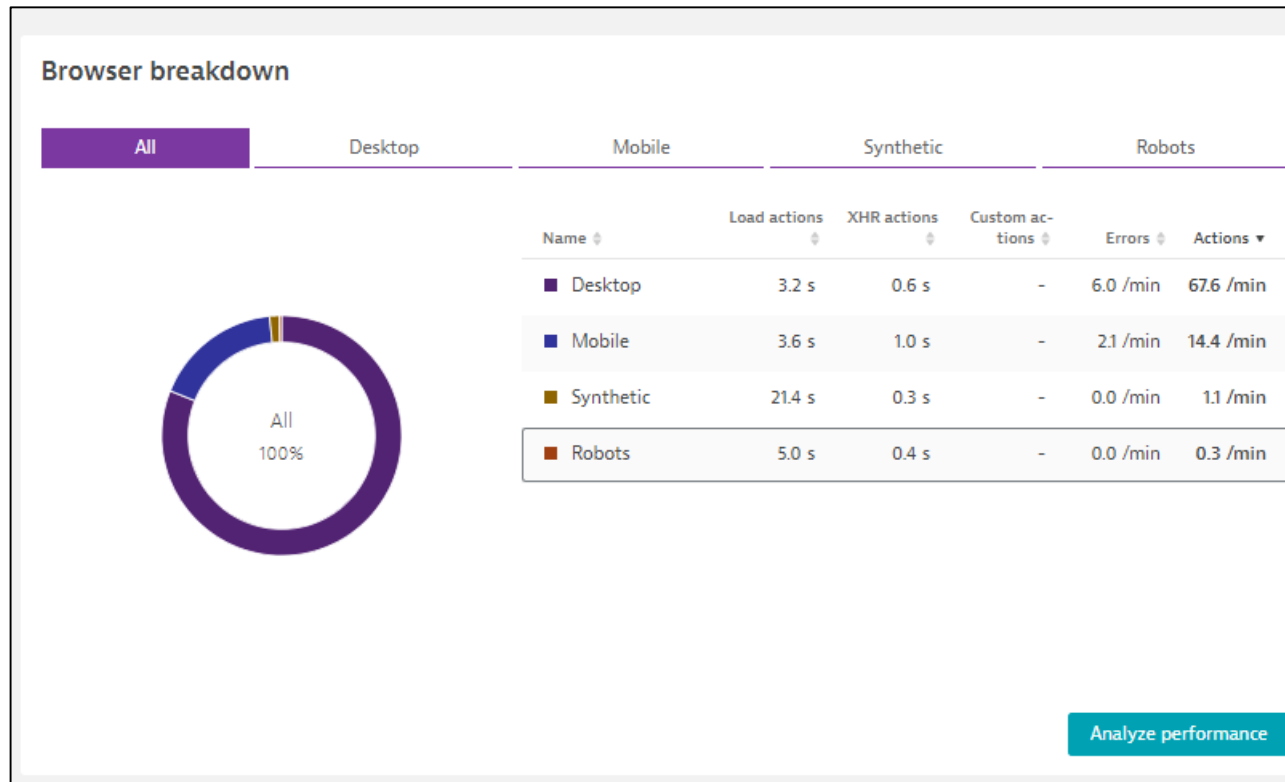 Browser breakdown
All Desktop Mobile Synthetic Robots
Name Load actions XHR actions Custom ac-
tions Errors Actions
Desktop 3.2 s 0.6 s - 6.0 /min 67.6 /min
Mobile 3.6 s 1.0 s - 2.1 /min 14.4 /min
Synthetic 21.4 s 0.3 s - 0.0 /min 1.1 /min
Robots 5.0 s 0.4 s - 0.0 /min 0.3 /min
All
100%
Analyze performance